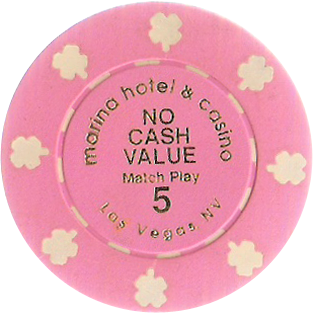 marina hotel & casino
NO
CASH
VALUE
Match Play
5
Las Vegas NV